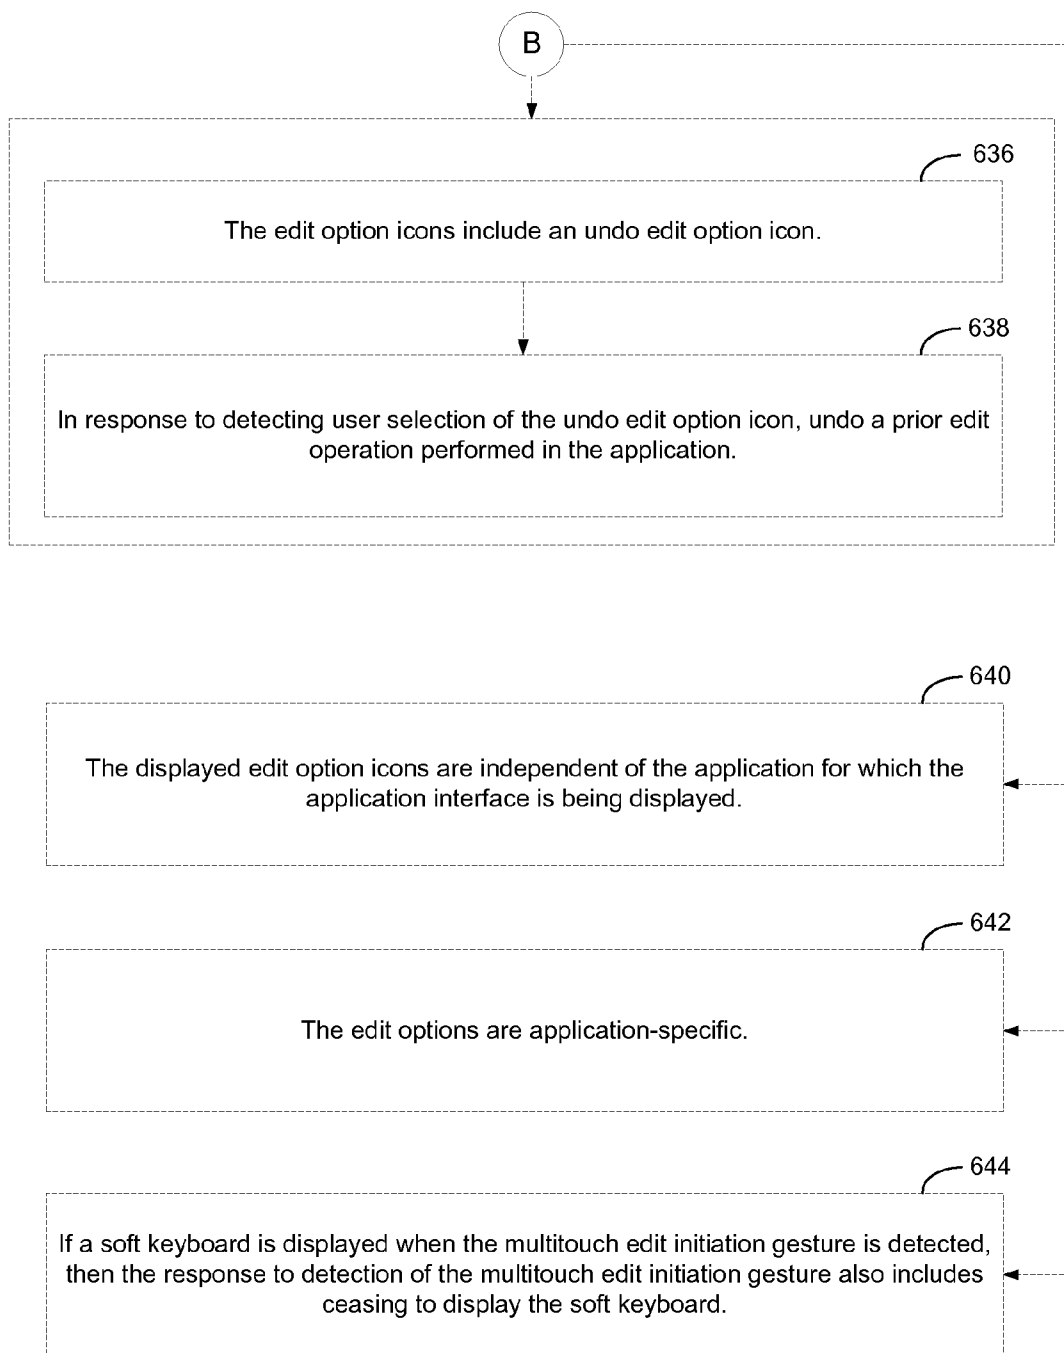 B
636
The edit option icons include an undo edit option icon.
638
In response to detecting user selection of the undo edit option icon, undo a prior edit
operation performed in the application.
640
The displayed edit option icons are independent of the application for which the
application interface is being displayed.
642
The edit options are application-specific.
644
If a soft keyboard is displayed when the multitouch edit initiation gesture is detected,
then the response to detection of the multitouch edit initiation gesture also includes
ceasing to display the soft keyboard.